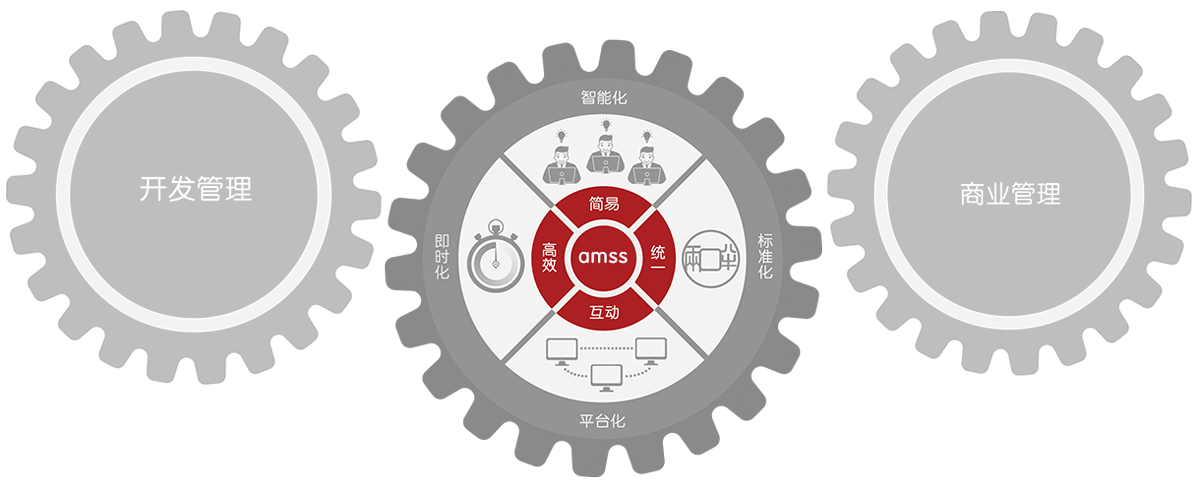 开发管理
智能化
即时化
标准化
平台化
简易
高效
统一
互动
amss
商业管理